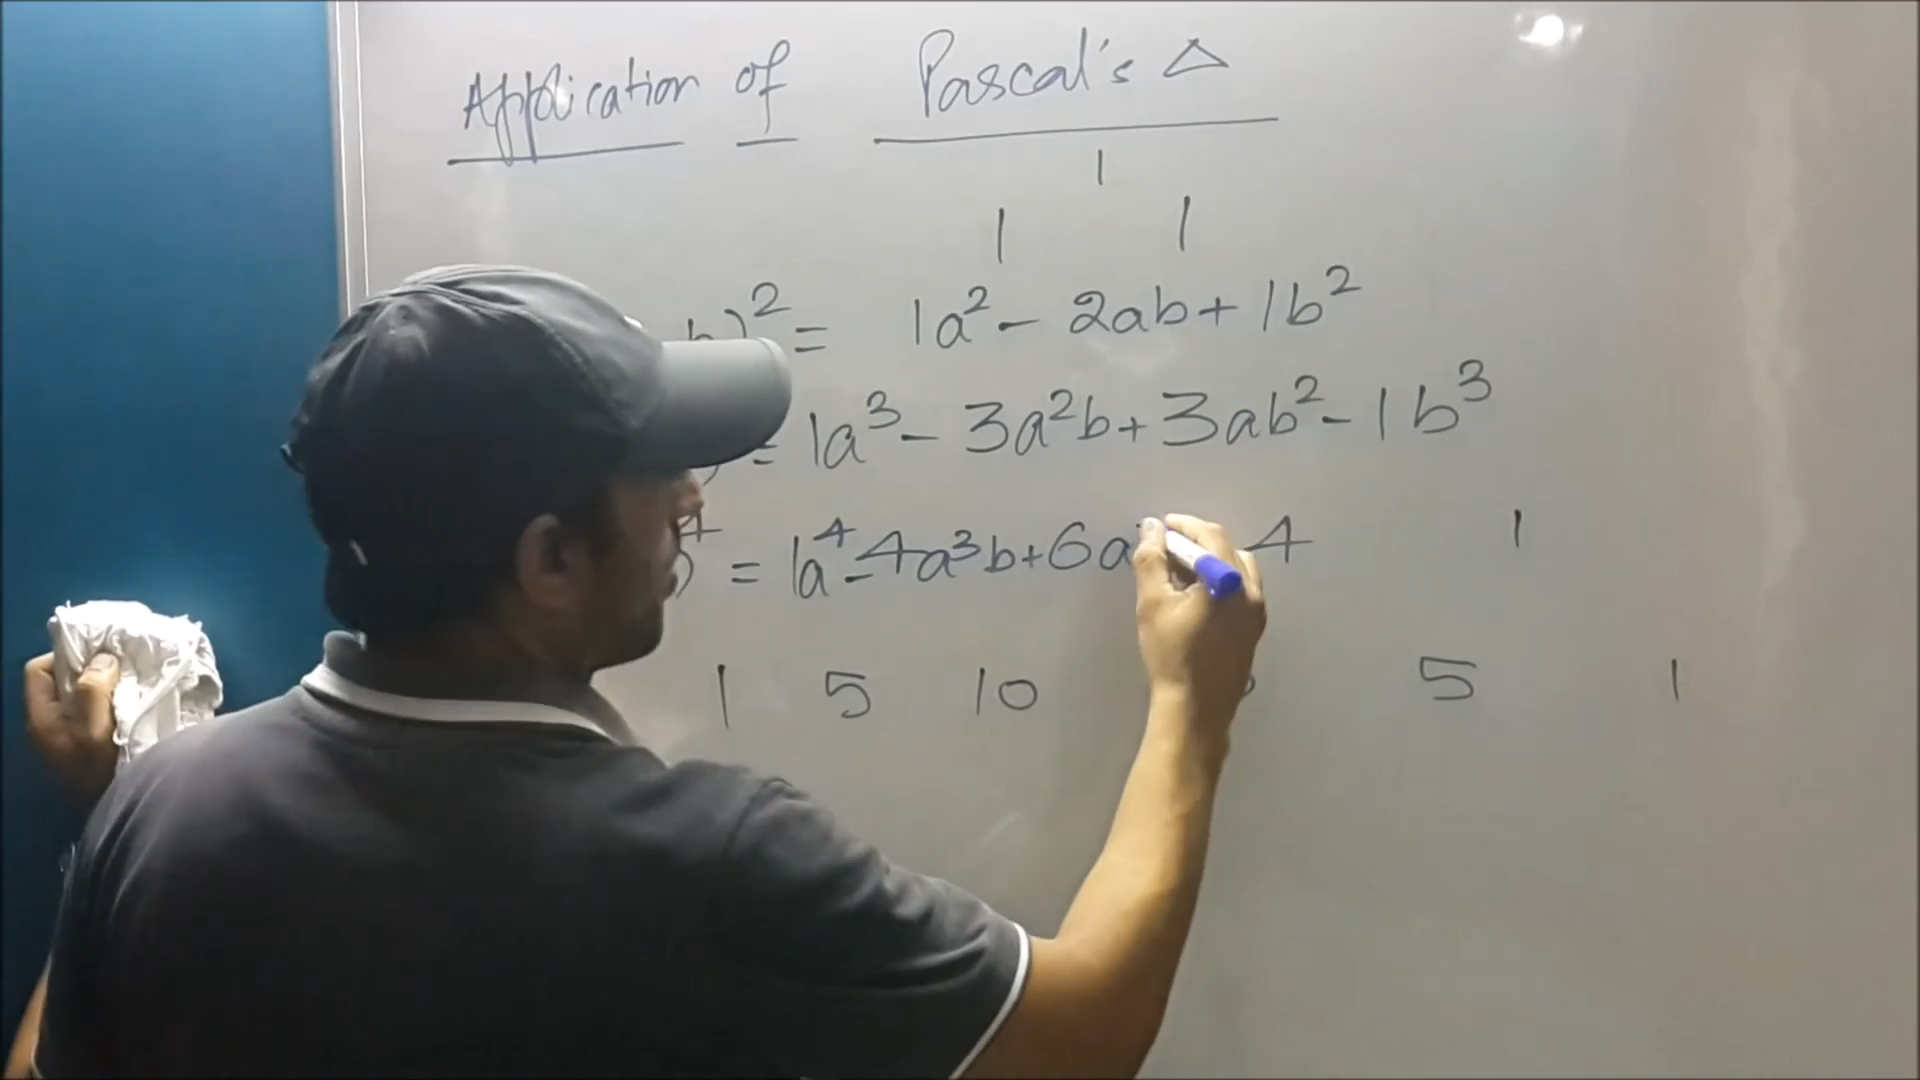 Application of Pascal's Δ
1
1 1
b)² = 1a² - 2ab + 1b²
) = 1a³ - 3a²b + 3ab² - 1b³
)⁴ = 1a⁴ - 4a³b + 6a 4 1
1 5 10 5 1